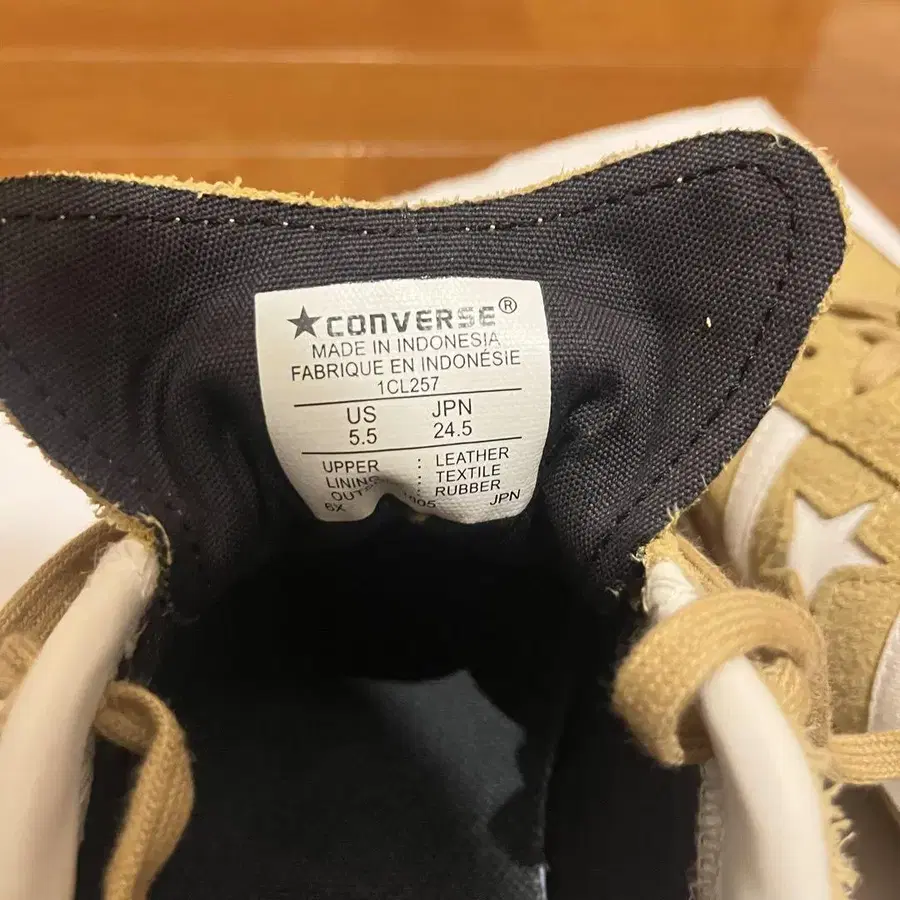 ★CONVERSE®
MADE IN INDONESIA
FABRIQUE EN INDONÉSIE
1CL257
US JPN
5.5 24.5
UPPER : LEATHER
LINING : TEXTILE
RUBBER
6X JPN